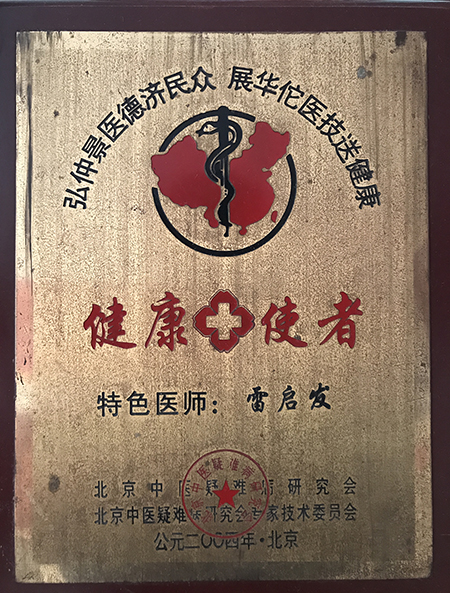 弘仲景医德济民众 展华佗医技送健康
健康使者
特色医师：雷启发
北京中医疑难病研究会
北京中医疑难病研究会专家技术委员会
公元二〇〇四年·北京